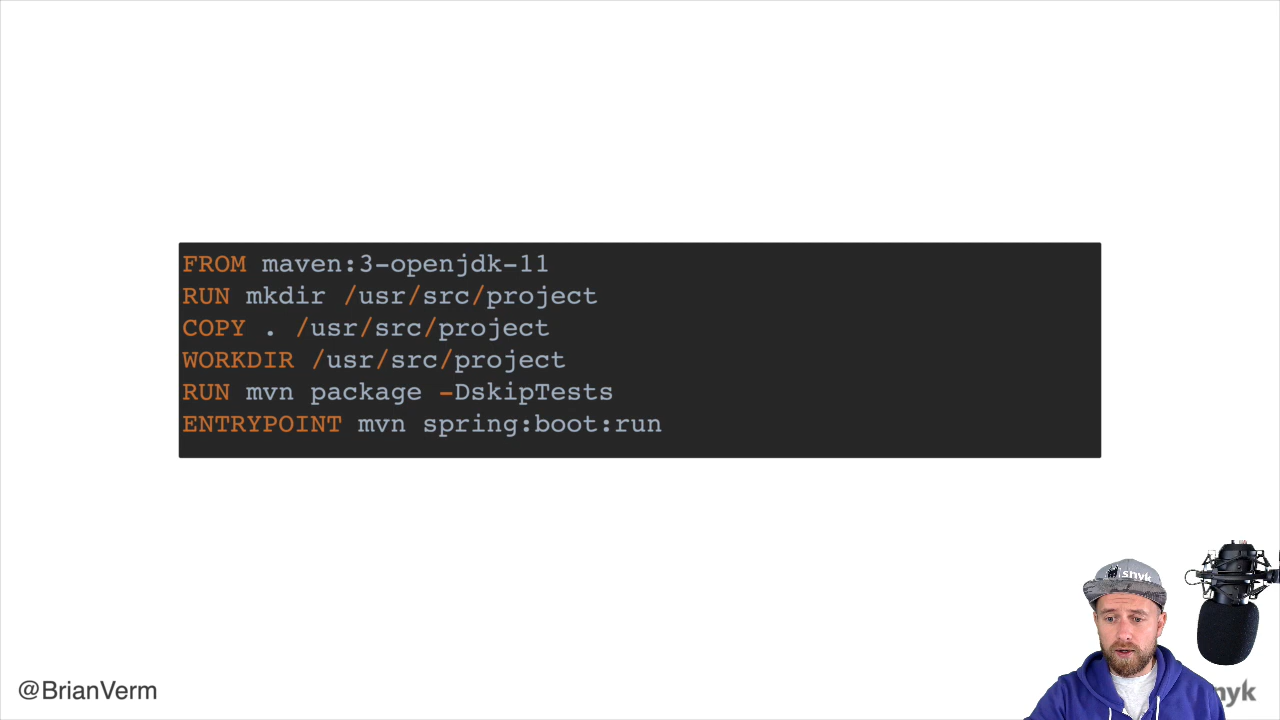 FROM maven:3-openjdk-11
RUN mkdir /usr/src/project
COPY . /usr/src/project
WORKDIR /usr/src/project
RUN mvn package -DskipTests
ENTRYPOINT mvn spring:boot:run
snyk
@BrianVerm